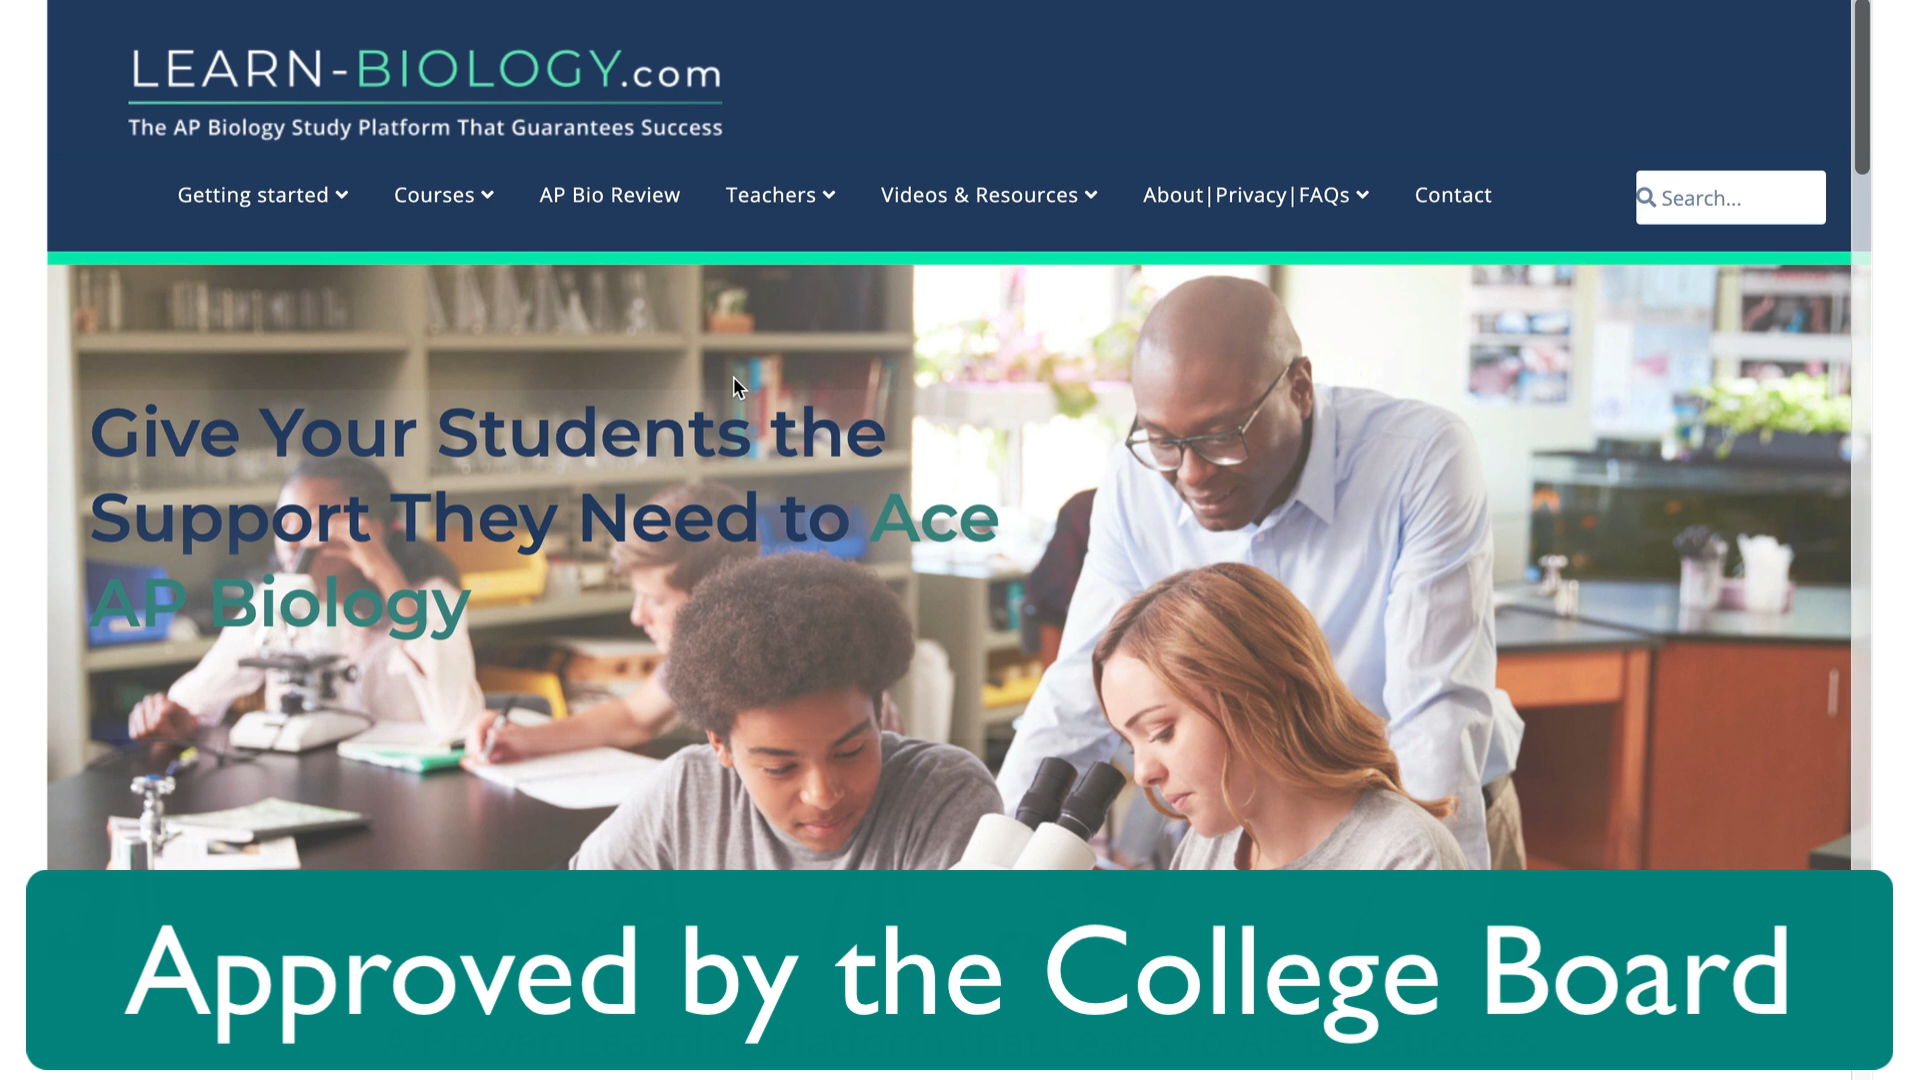 LEARN-BIOLOGY.com
The AP Biology Study Platform That Guarantees Success
Getting started Courses AP Bio Review Teachers Videos & Resources About|Privacy|FAQs Contact Search...
Give Your Students the
Support They Need to Ace
AP Biology
Approved by the College Board